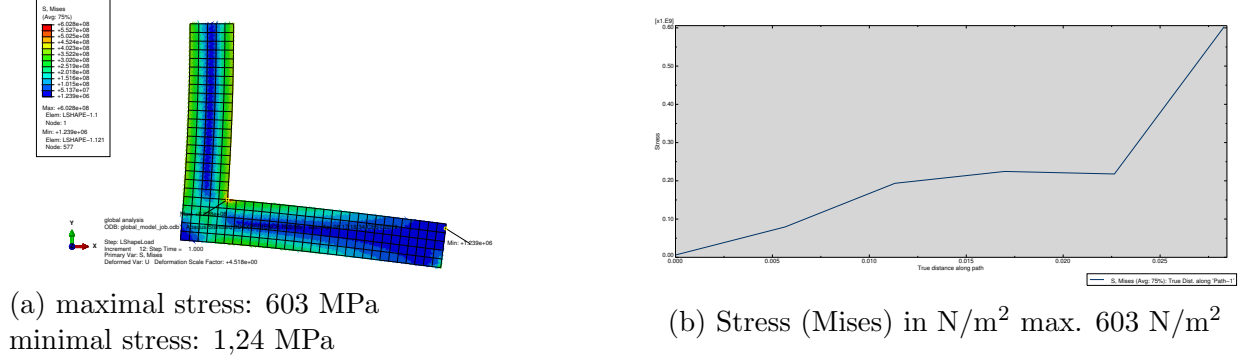 S, Mises
(Avg: 75%)
+6.028e+08
+5.527e+08
+5.025e+08
+4.524e+08
+4.023e+08
+3.522e+08
+3.020e+08
+2.519e+08
+2.018e+08
+1.516e+08
+1.015e+08
+5.137e+07
+1.239e+06
Max: +6.028e+08
Elem: LSHAPE-1.1
Node: 1
Min: +1.239e+06
Elem: LSHAPE-1.121
Node: 577
Min: +1.239e+06
Y
X
global analysis
ODB: global_model_job.odb
Step: LShapeLoad
Increment 12: Step Time = 1.000
Primary Var: S, Mises
Deformed Var: U Deformation Scale Factor: +4.518e+00
(a) maximal stress: 603 MPa
minimal stress: 1,24 MPa
[x1.E9]
0.60
0.50
0.40
0.30
0.20
0.10
0.00
Stress
0.000
0.005
0.010
0.015
0.020
0.025
True distance along path
S, Mises (Avg: 75%): True Dist. along 'Path-1'
(b) Stress (Mises) in N/m² max. 603 N/m²